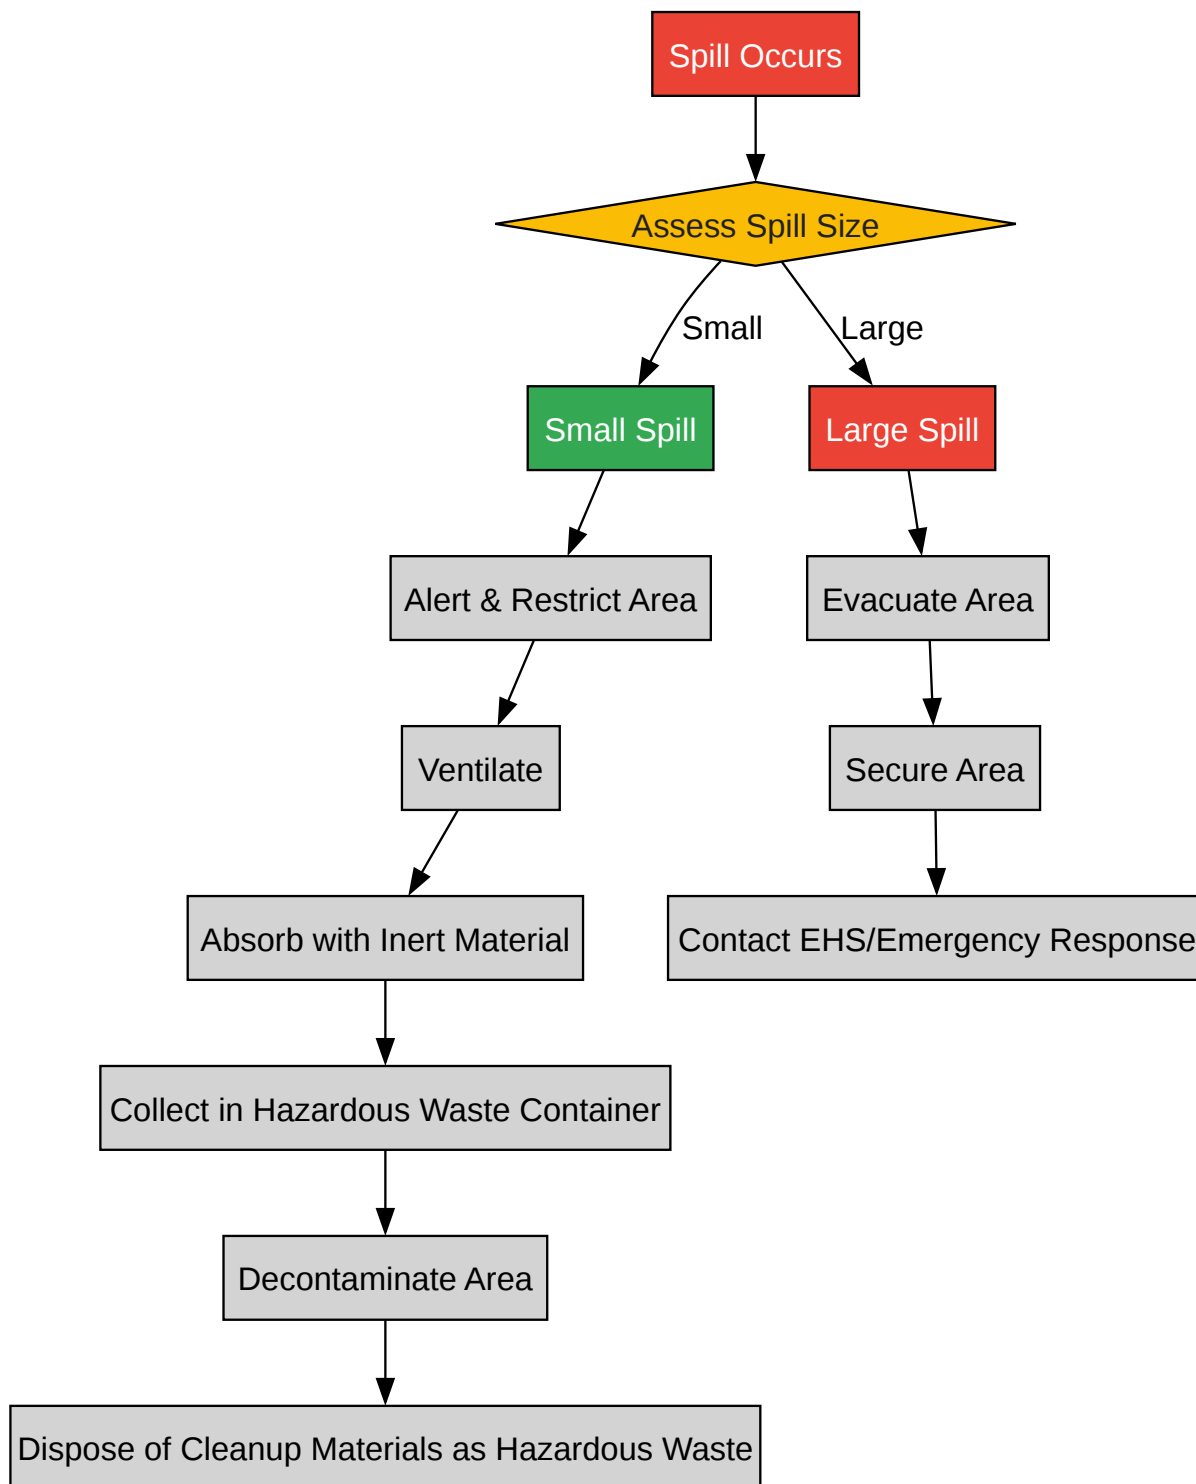 Spill Occurs
Assess Spill Size
Small
Large
Small Spill
Large Spill
Alert & Restrict Area
Evacuate Area
Ventilate
Secure Area
Absorb with Inert Material
Contact EHS/Emergency Response
Collect in Hazardous Waste Container
Decontaminate Area
Dispose of Cleanup Materials as Hazardous Waste